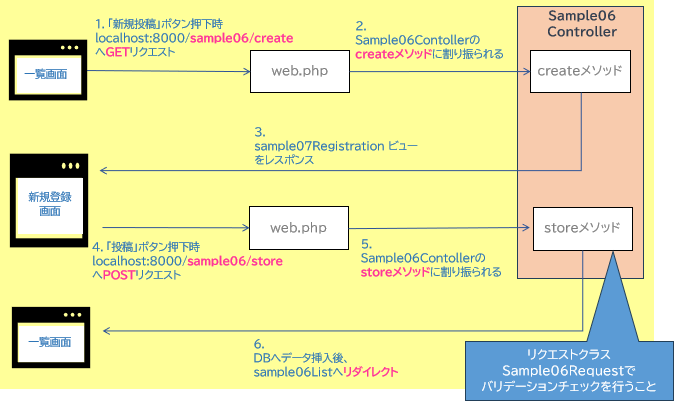 1.「新規投稿」ボタン押下時
localhost:8000/sample06/create
へGETリクエスト
2.
Sample06Contollerの
createメソッドに割り振られる
Sample06
Controller
一覧画面
web.php
createメソッド
3.
sample07Registration ビュー
をレスポンス
新規登録
画面
web.php
storeメソッド
4.「投稿」ボタン押下時
localhost:8000/sample06/store
へPOSTリクエスト
5.
Sample06Contollerの
storeメソッドに割り振られる
一覧画面
6.
DBへデータ挿入後、
sample06Listへリダイレクト
リクエストクラス
Sample06Requestで
バリデーションチェックを行うこと